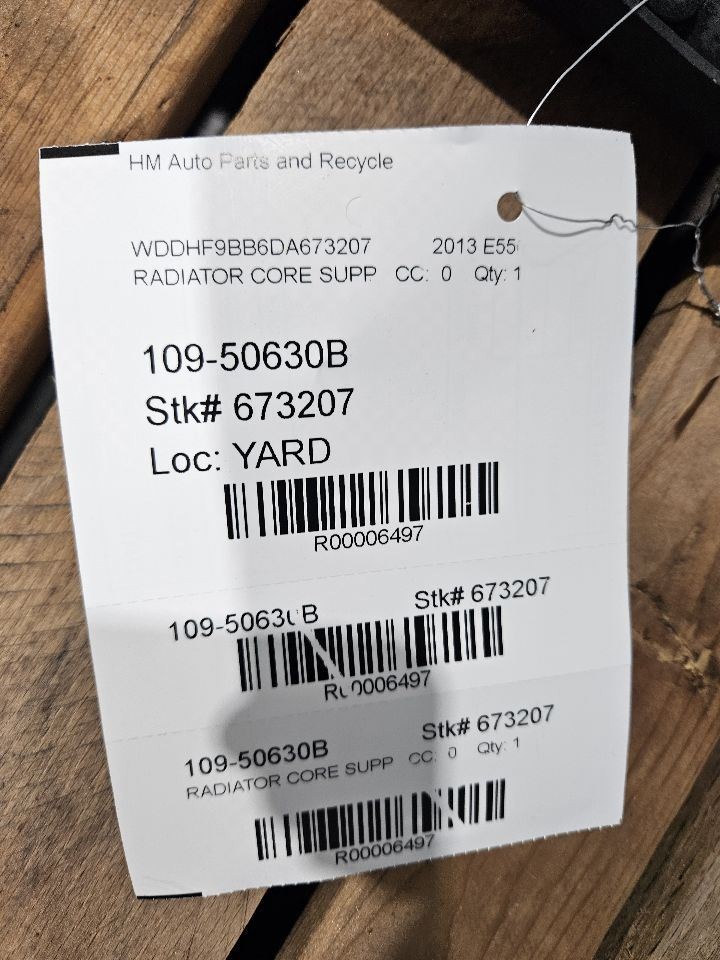 HM Auto Parts and Recycle
WDDHF9BB6DA673207 2013 E55
RADIATOR CORE SUPP CC: 0 Qty: 1
109-50630B
Stk# 673207
Loc: YARD
R00006497
109-50630B Stk# 673207
R00006497
109-50630B Stk# 673207
RADIATOR CORE SUPP CC: 0 Qty: 1
R00006497